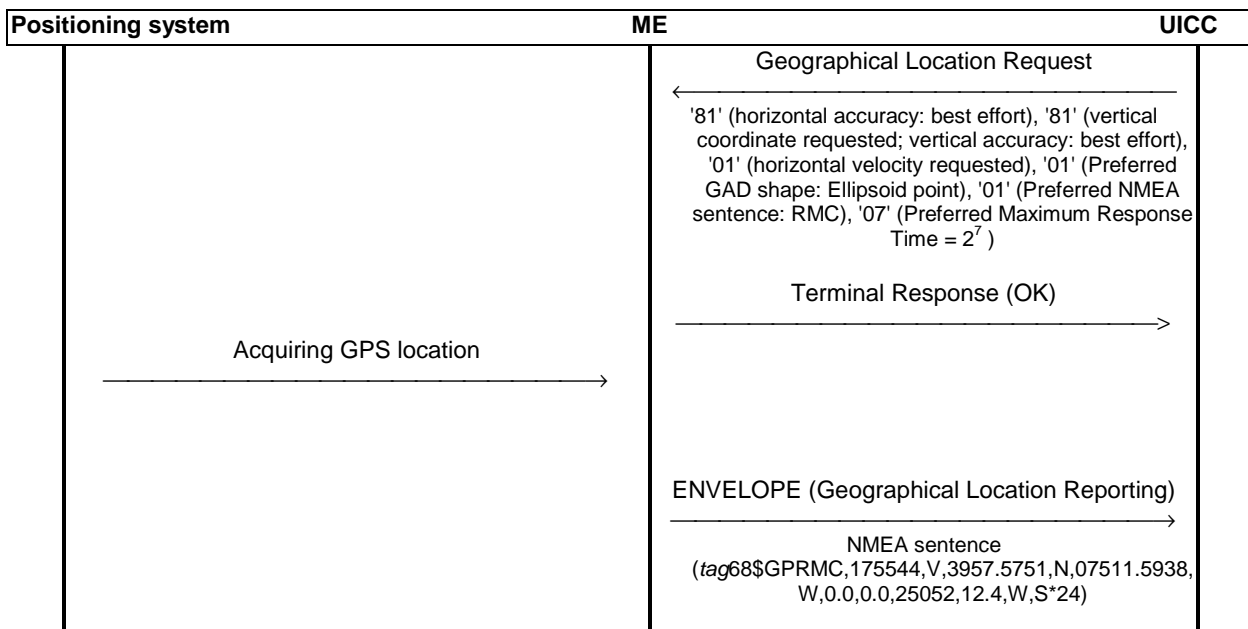 Positioning system ME UICC
Geographical Location Request
'81' (horizontal accuracy: best effort), '81' (vertical
coordinate requested; vertical accuracy: best effort),
'01' (horizontal velocity requested), '01' (Preferred
GAD shape: Ellipsoid point), '01' (Preferred NMEA
sentence: RMC), '07' (Preferred Maximum Response
Time = 2⁷ )
Terminal Response (OK)
Acquiring GPS location
ENVELOPE (Geographical Location Reporting)
NMEA sentence
(tag68$GPRMC,175544,V,3957.5751,N,07511.5938,
W,0.0,0.0,25052,12.4,W,S*24)